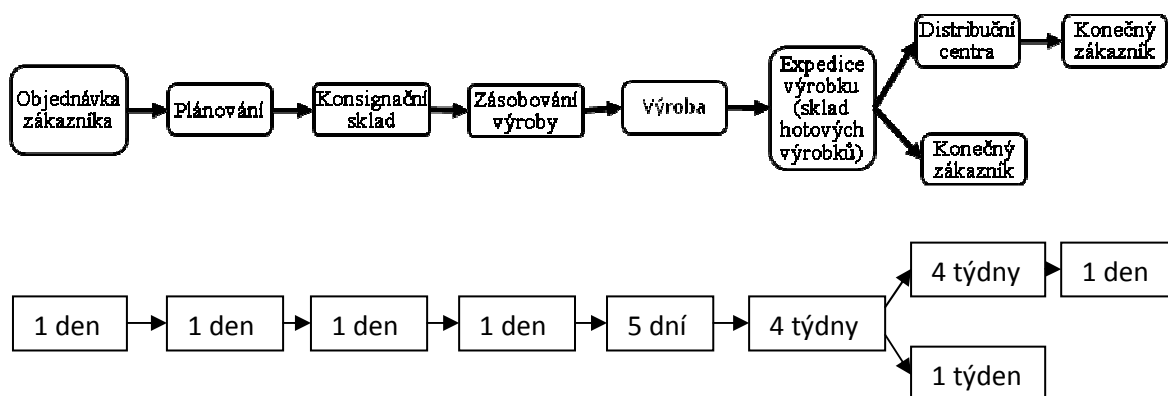 Objednávka
zákazníka
Plánování
Konsignační
sklad
Zásobování
výroby
Výroba
Expedice
výrobku
(sklad
hotových
výrobků)
Distribuční
centra
Konečný
zákazník
Konečný
zákazník
1 den
1 den
1 den
1 den
5 dní
4 týdny
4 týdny
1 den
1 týden